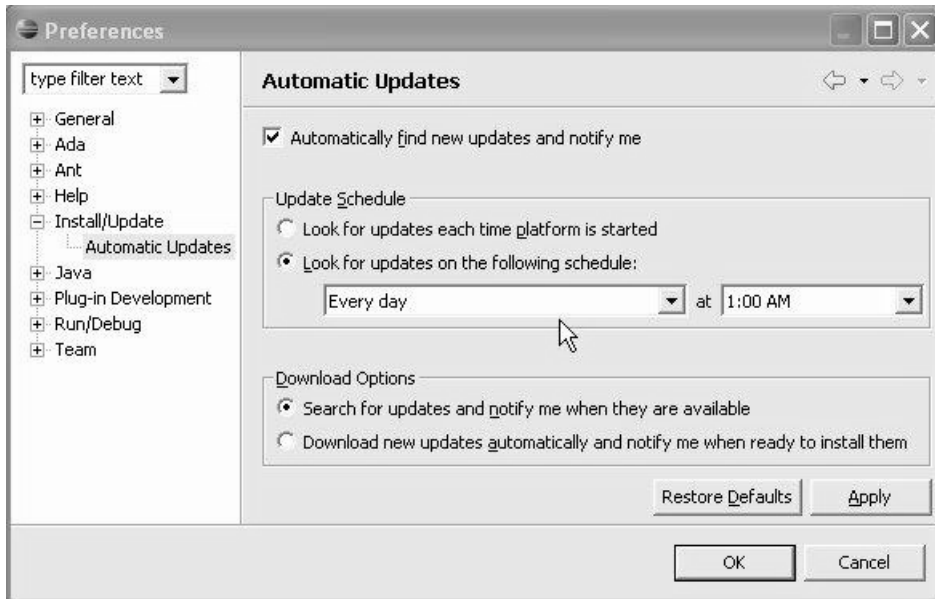 Preferences
type filter text
General
Ada
Ant
Help
Install/Update
Automatic Updates
Java
Plug-in Development
Run/Debug
Team
Automatic Updates
Automatically find new updates and notify me
Update Schedule
Look for updates each time platform is started
Look for updates on the following schedule:
Every day at 1:00 AM
Download Options
Search for updates and notify me when they are available
Download new updates automatically and notify me when ready to install them
Restore Defaults Apply
OK Cancel